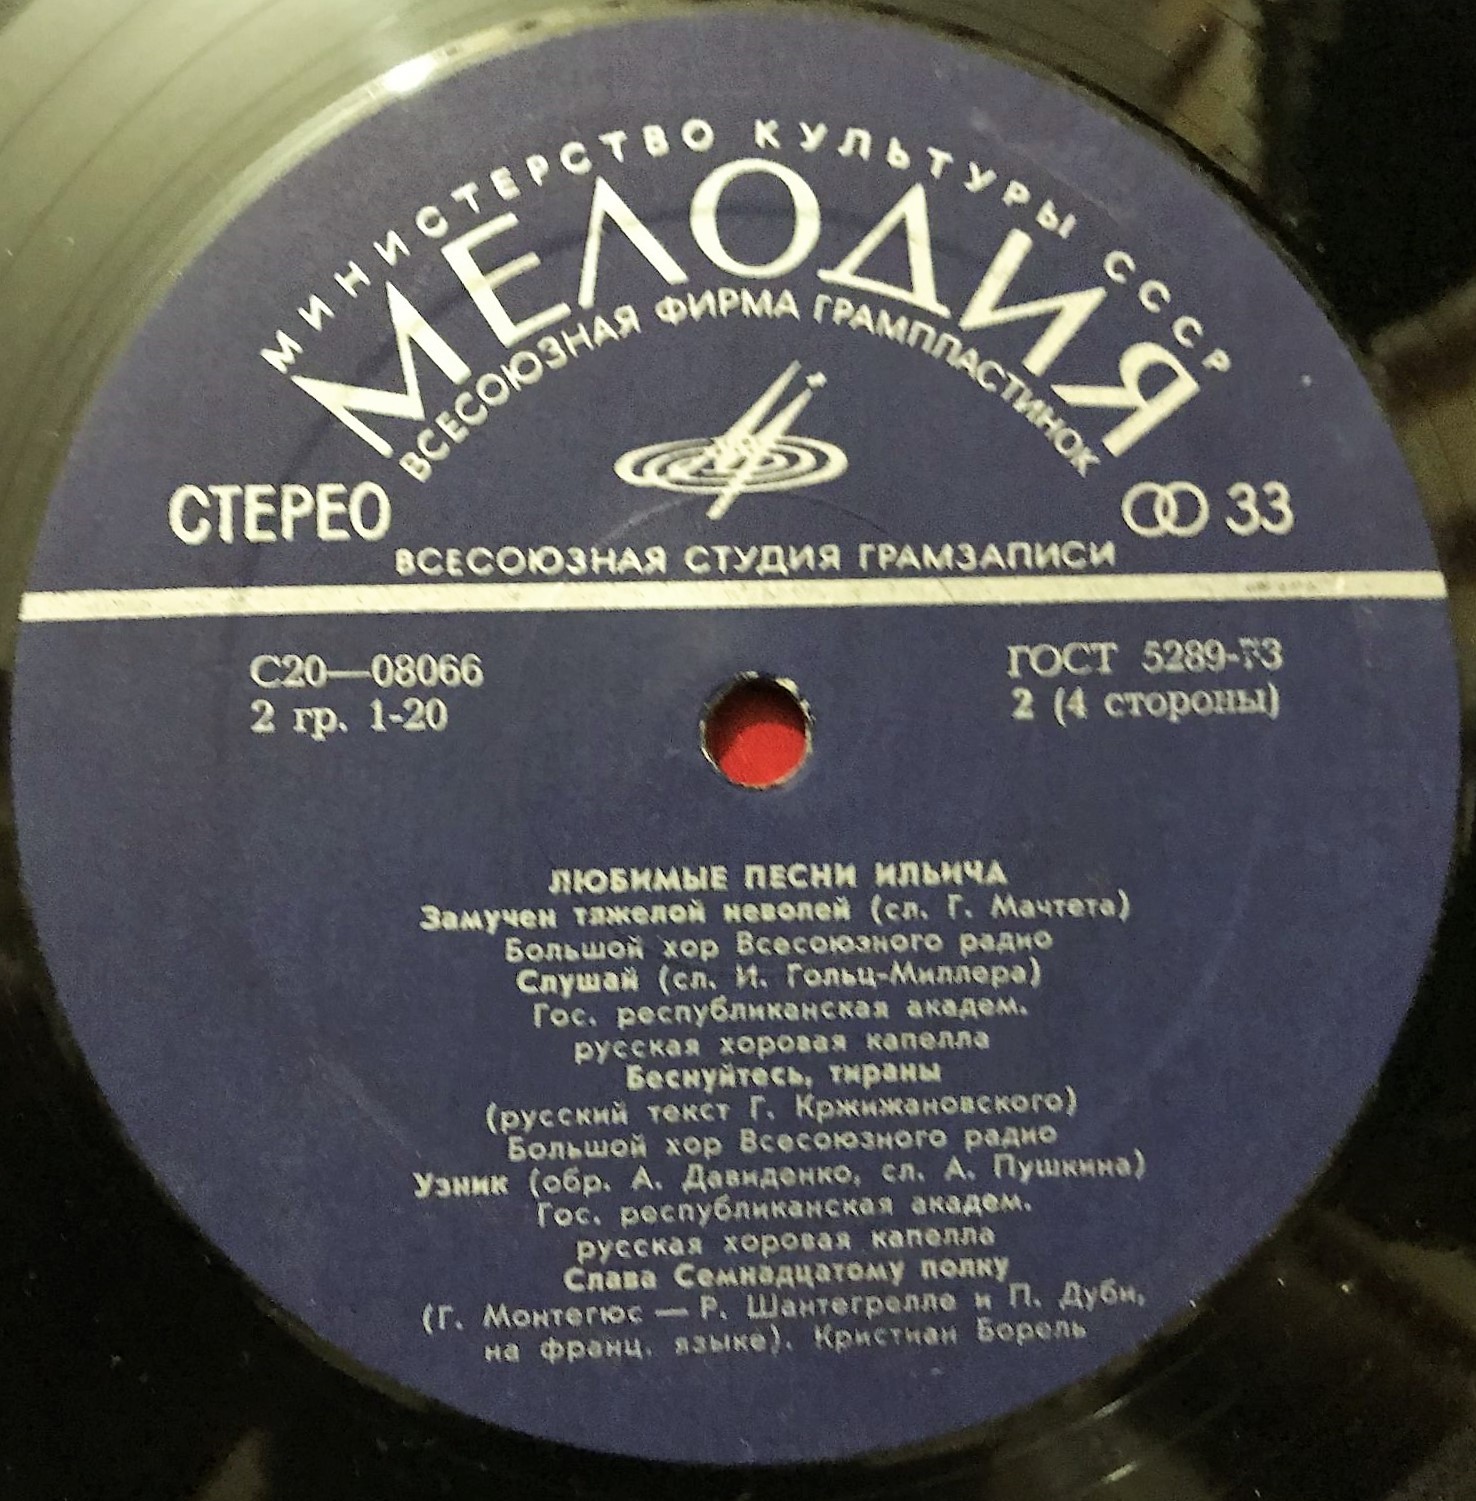 МИНИСТЕРСТВО КУЛЬТУРЫ СССР
МЕЛОДИЯ
ВСЕСОЮЗНАЯ ФИРМА ГРАМПЛАСТИНОК
СТЕРЕО
33
ВСЕСОЮЗНАЯ СТУДИЯ ГРАМЗАПИСИ
С20—08066
ГОСТ 5289-73
2 гр. 1-20
2 (4 стороны)
ЛЮБИМЫЕ ПЕСНИ ИЛЬИЧА
Замучен тяжелой неволей (сл. Г. Мачтета)
Большой хор Всесоюзного радио
Слушай (сл. И. Гольц-Миллера)
Гос. республиканская академ.
русская хоровая капелла
Беснуйтесь, тираны
(русский текст Г. Кржижановского)
Большой хор Всесоюзного радио
Узник (обр. А. Давиденко, сл. А. Пушкина)
Гос. республиканская академ.
русская хоровая капелла
Слава Семнадцатому полку
(Г. Монтегюс — Р. Шантегрелле и П. Дуби,
на франц. языке). Кристиан Борель